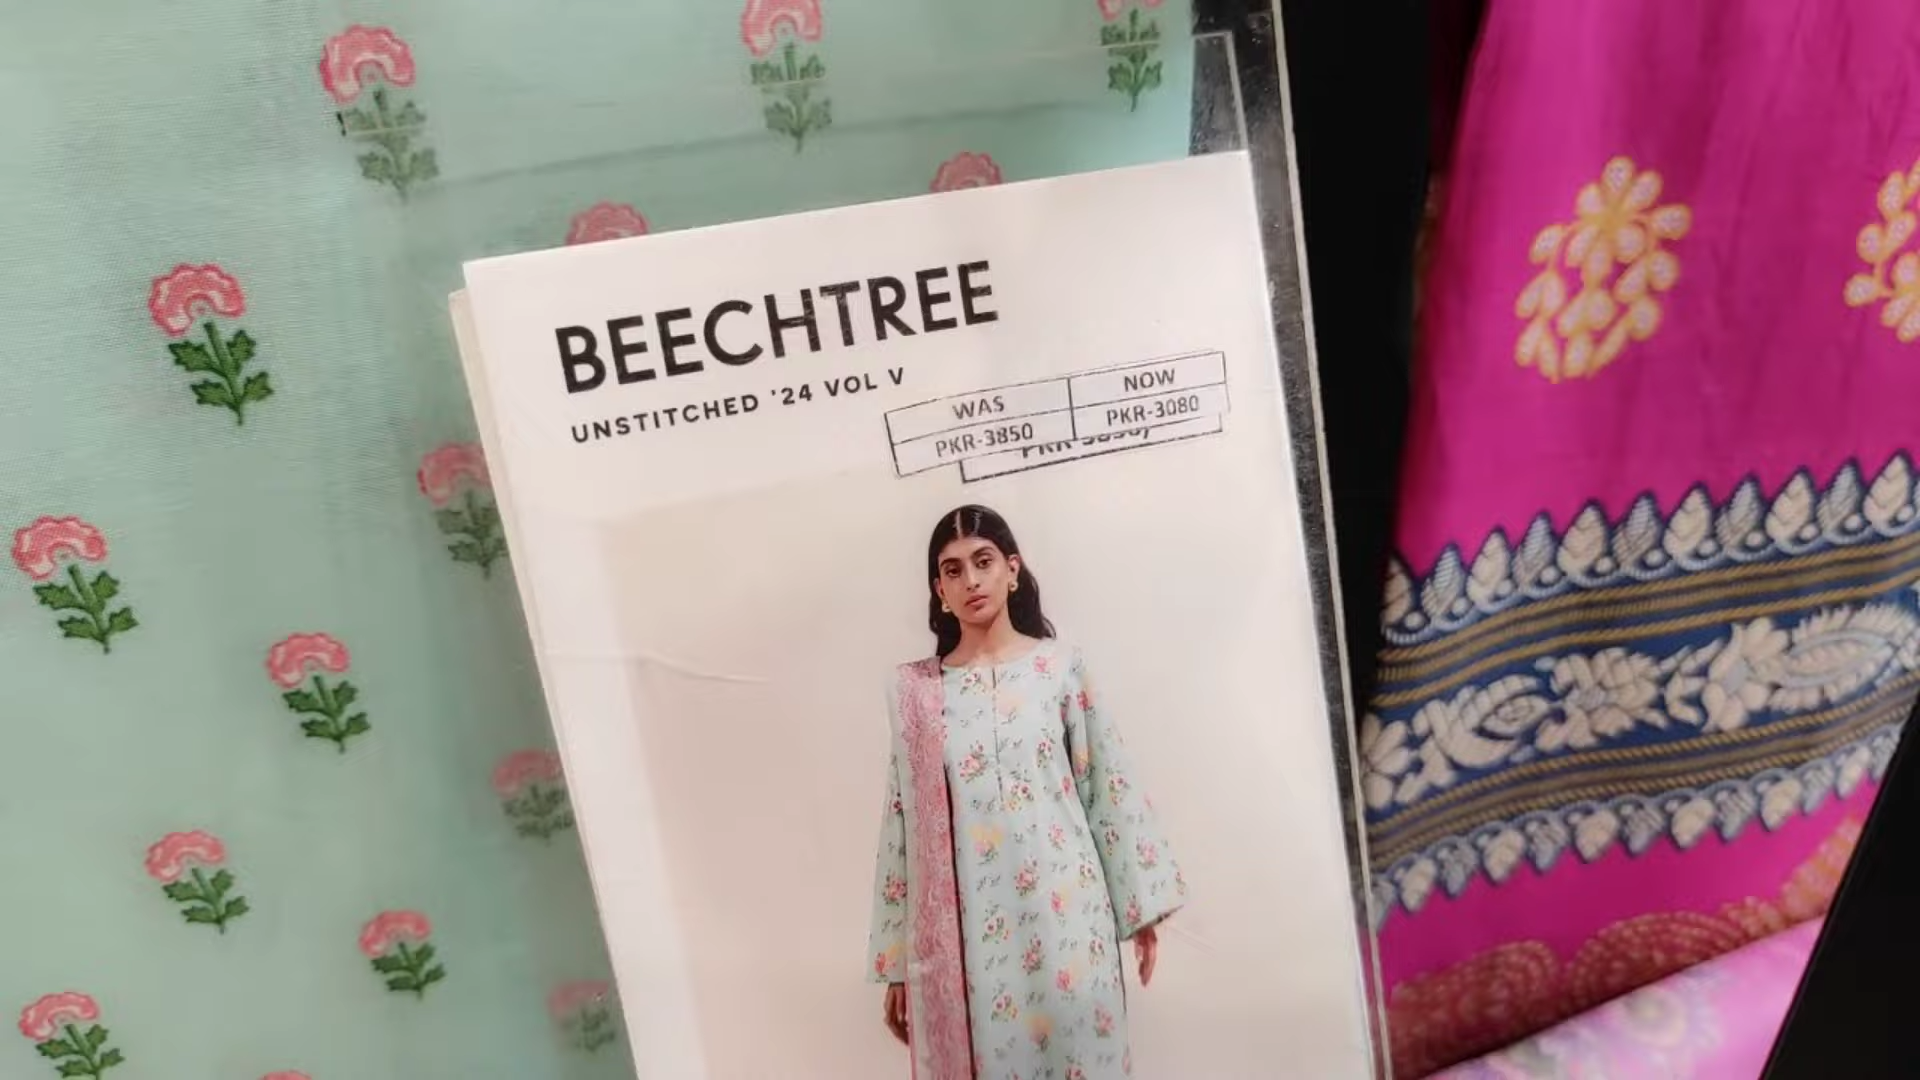 BEECHTREE
UNSTITCHED '24 VOL V
WAS NOW
PKR-3850 PKR-3080